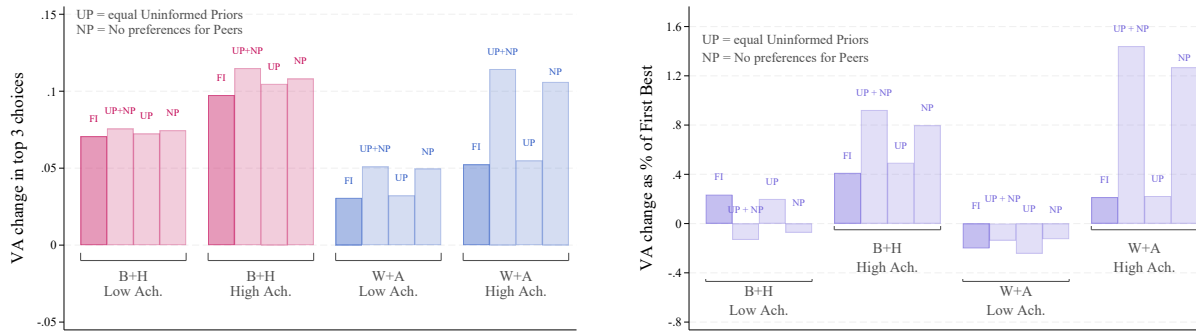 UP = equal Uninformed Priors
NP = No preferences for Peers
VA change in top 3 choices
.1
.05
0
-.05
FI
UP+NP
UP
NP
FI
UP+NP
UP
NP
FI
UP+NP
UP
NP
FI
UP+NP
UP
NP
B+H
Low Ach.
B+H
High Ach.
W+A
Low Ach.
W+A
High Ach.
UP = equal Uninformed Priors
NP = No preferences for Peers
VA change as % of First Best
1.6
1.2
.8
.4
0
-.4
-.8
FI
UP + NP
UP
NP
FI
UP + NP
UP
NP
FI
UP + NP
UP
NP
FI
UP + NP
UP
NP
B+H
Low Ach.
B+H
High Ach.
W+A
Low Ach.
W+A
High Ach.